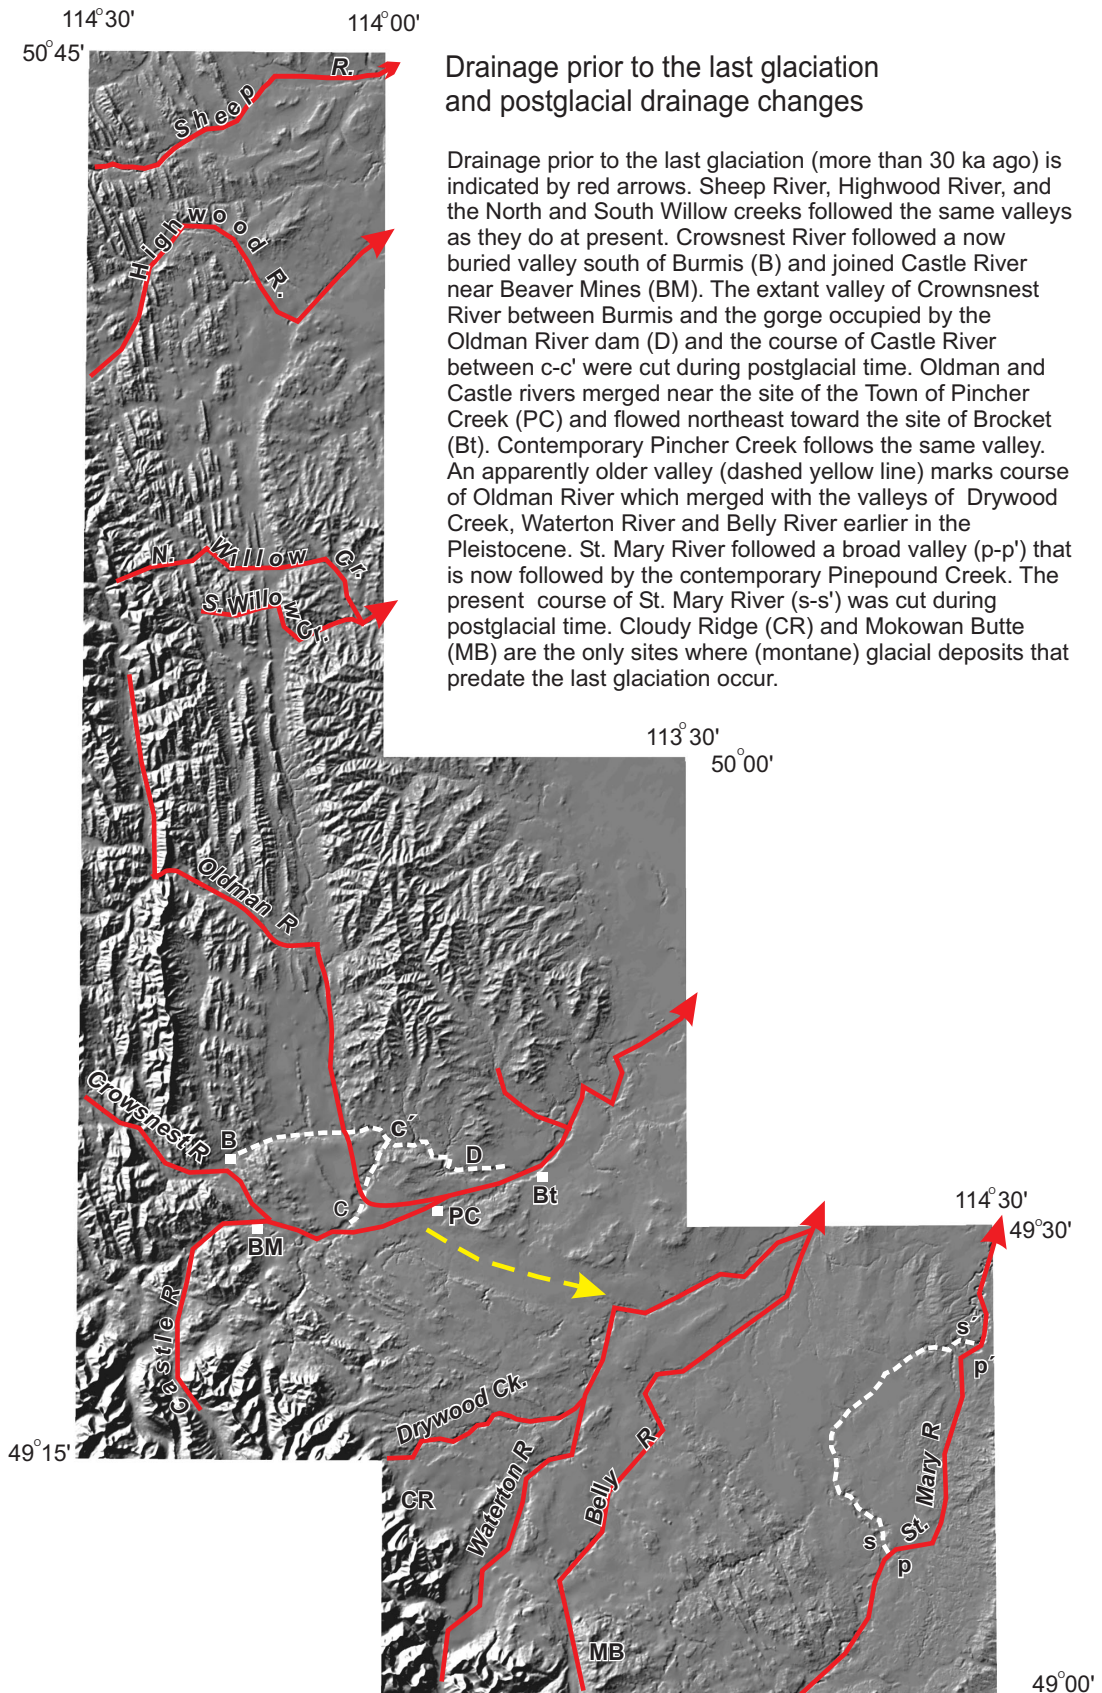 114°30'
114°00'
50°45'
Drainage prior to the last glaciation
and postglacial drainage changes
Drainage prior to the last glaciation (more than 30 ka ago) is
indicated by red arrows. Sheep River, Highwood River, and
the North and South Willow creeks followed the same valleys
as they do at present. Crowsnest River followed a now
buried valley south of Burmis (B) and joined Castle River
near Beaver Mines (BM). The extant valley of Crownsnest
River between Burmis and the gorge occupied by the
Oldman River dam (D) and the course of Castle River
between c-c' were cut during postglacial time. Oldman and
Castle rivers merged near the site of the Town of Pincher
Creek (PC) and flowed northeast toward the site of Brocket
(Bt). Contemporary Pincher Creek follows the same valley.
An apparently older valley (dashed yellow line) marks course
of Oldman River which merged with the valleys of Drywood
Creek, Waterton River and Belly River earlier in the
Pleistocene. St. Mary River followed a broad valley (p-p') that
is now followed by the contemporary Pinepound Creek. The
present course of St. Mary River (s-s') was cut during
postglacial time. Cloudy Ridge (CR) and Mokowan Butte
(MB) are the only sites where (montane) glacial deposits that
predate the last glaciation occur.
Sheep R.
Highwood R.
N. Willow Cr.
S. Willow Cr.
113°30'
50°00'
Oldman R
Crowsnest R
B
c'
D
Bt
c
PC
BM
114°30'
49°30'
Castle R
s'
p'
Drywood Ck.
49°15'
CR
Waterton R
Belly R
St. Mary R
s
p
MB
49°00'